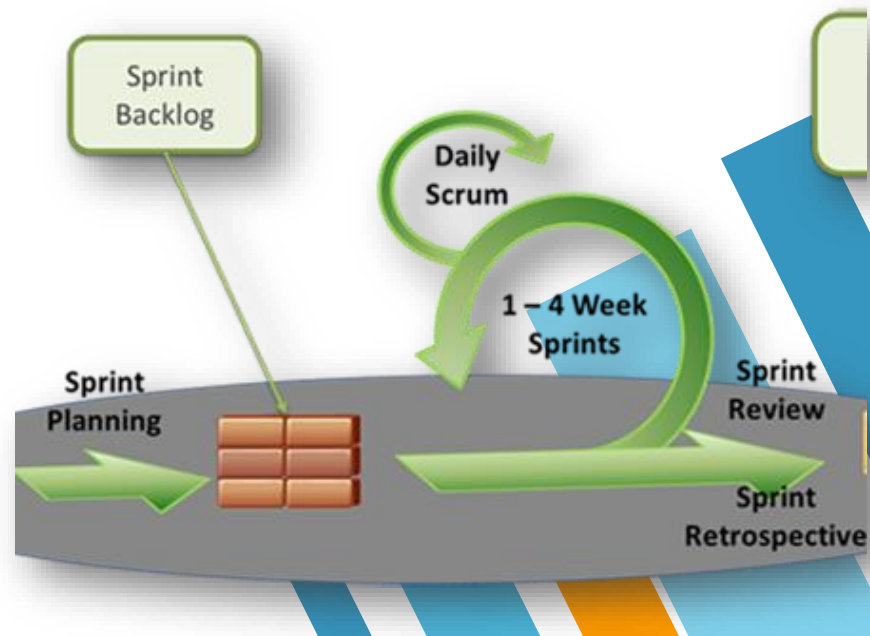 Sprint
Backlog
Daily
Scrum
1 – 4 Week
Sprints
Sprint
Planning
Sprint
Review
Sprint
Retrospective